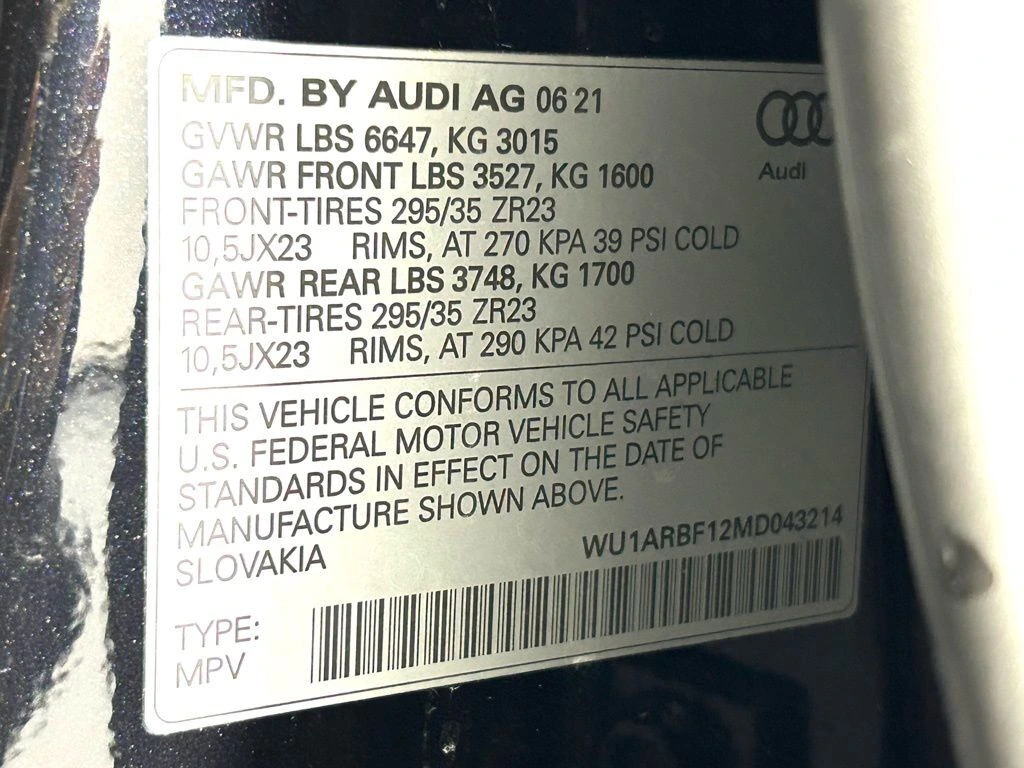 MFD. BY AUDI AG 06 21
GVWR LBS 6647, KG 3015
GAWR FRONT LBS 3527, KG 1600
FRONT-TIRES 295/35 ZR23
10,5JX23 RIMS, AT 270 KPA 39 PSI COLD
GAWR REAR LBS 3748, KG 1700
REAR-TIRES 295/35 ZR23
10,5JX23 RIMS, AT 290 KPA 42 PSI COLD
Audi
THIS VEHICLE CONFORMS TO ALL APPLICABLE
U.S. FEDERAL MOTOR VEHICLE SAFETY
STANDARDS IN EFFECT ON THE DATE OF
MANUFACTURE SHOWN ABOVE.
SLOVAKIA
WU1ARBF12MD043214
TYPE:
MPV